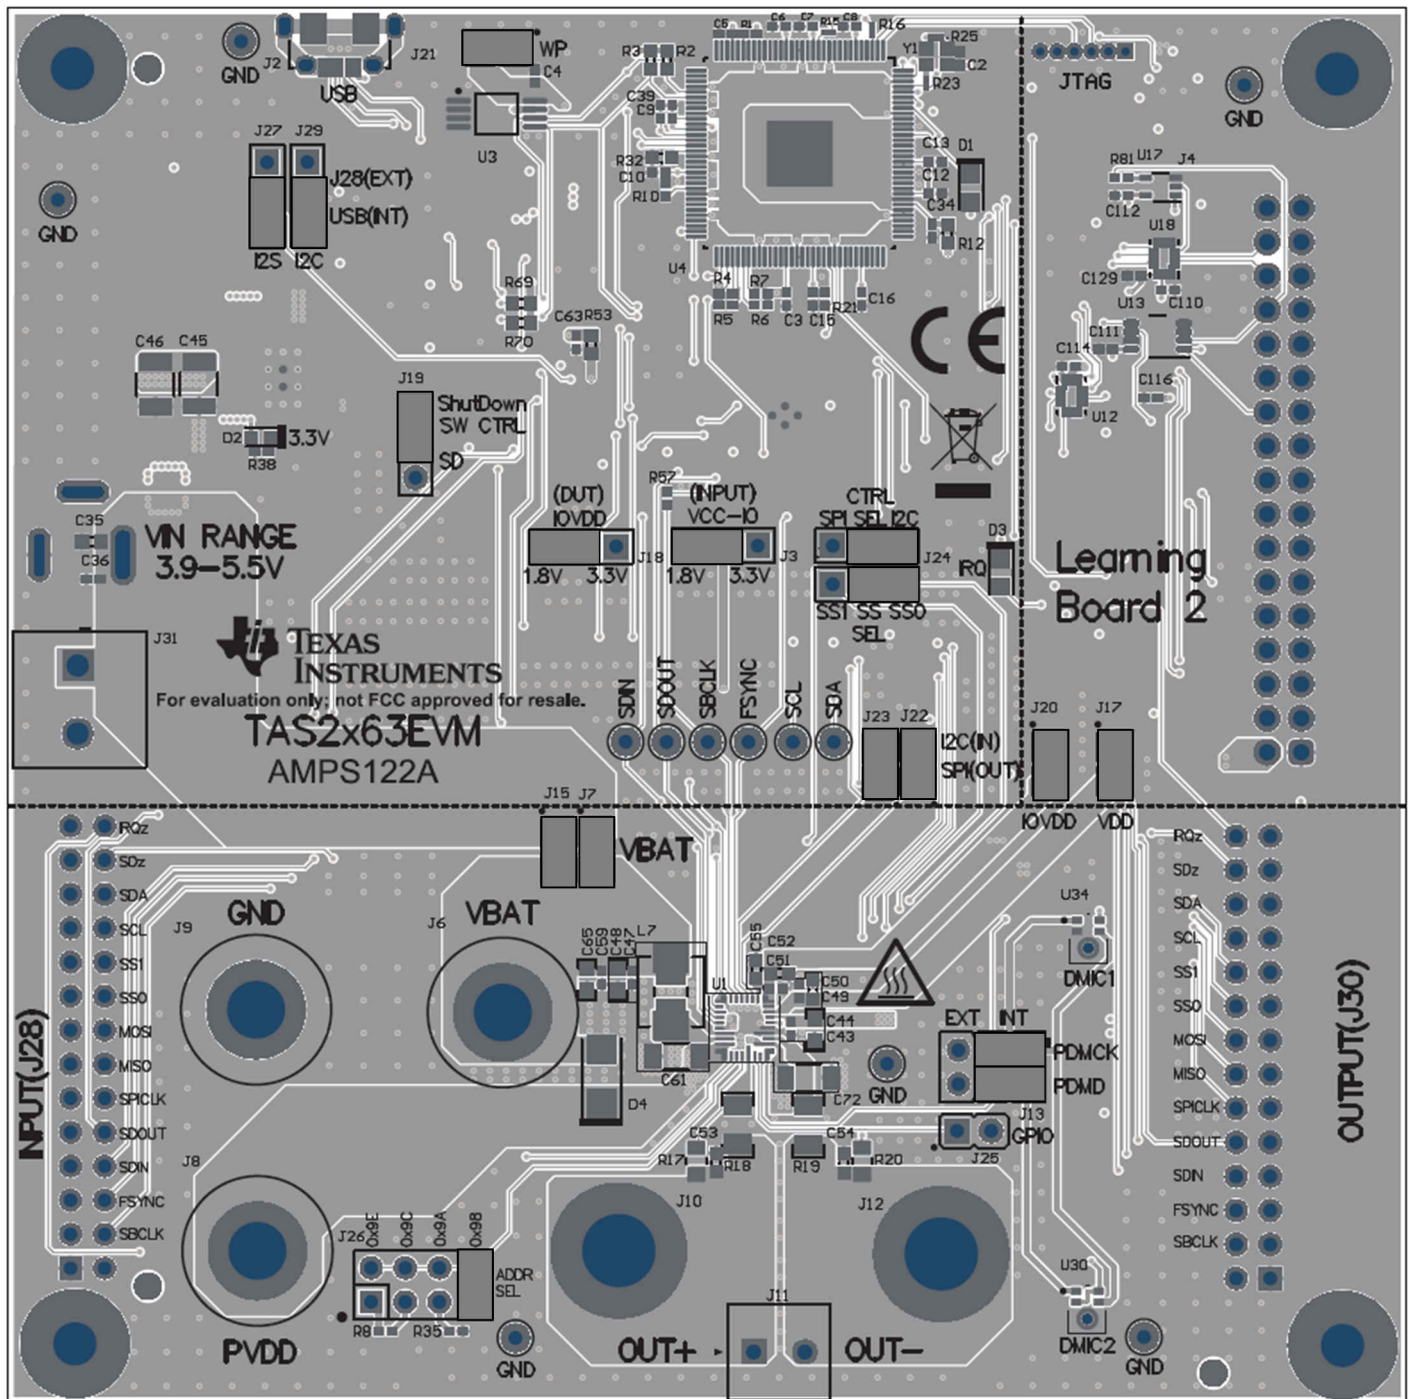 J2
J21
USB
GND
WP
C4
U3
R3
R2
C39
C9
R32
C10
R10
C5
R1
C6
C7
R15
C8
R16
Y1
R25
C2
R23
JTAG
GND
J27
J29
J28(EXT)
USB(INT)
I2S
I2C
GND
C13
D1
C12
C34
R12
U4
R4
R7
R5
R6
C3
C15
R21
C16
R81
U17
J4
C112
U18
C129
U13
C110
C111
C114
C116
U12
R69
R70
C63
R53
CE
C46
C45
J19
ShutDown
SW CTRL
SD
D2
3.3V
R38
C35
C36
VIN RANGE
3.9-5.5V
R57
(DUT)
IOVDD
1.8V
3.3V
J18
(INPUT)
VCC-IO
1.8V
3.3V
J3
CTRL
SPI SEL I2C
J24
SS1 SS SS0
SEL
D3
IRQ
Learning
Board 2
J31
TEXAS
INSTRUMENTS
For evaluation only; not FCC approved for resale.
TAS2x63EVM
AMPS122A
SDIN
SDOUT
SBCLK
FSYNC
SCL
SDA
J23
J22
I2C(IN)
SPI(OUT)
J20
J17
IOVDD
VDD
J15
J7
VBAT
INPUT(J28)
IRQz
SDz
SDA
SCL
SS1
SS0
MOSI
MISO
SPICLK
SDOUT
SDIN
FSYNC
SBCLK
J9
GND
J6
VBAT
C65
C59
C48
C47
L7
U1
C55
C52
C51
C50
C49
C44
C43
C61
D4
C72
GND
EXT INT
PDMCK
PDMD
J13
GPIO
J25
U34
DMIC1
OUTPUT(J30)
IRQz
SDz
SDA
SCL
SS1
SS0
MOSI
MISO
SPICLK
SDOUT
SDIN
FSYNC
SBCLK
J8
PVDD
J26
0x9E
0x9C
0x9A
0x98
ADDR
SEL
R8
R35
GND
C53
R17
R18
R19
C54
R20
J10
J12
J11
OUT+
OUT-
U30
DMIC2
GND